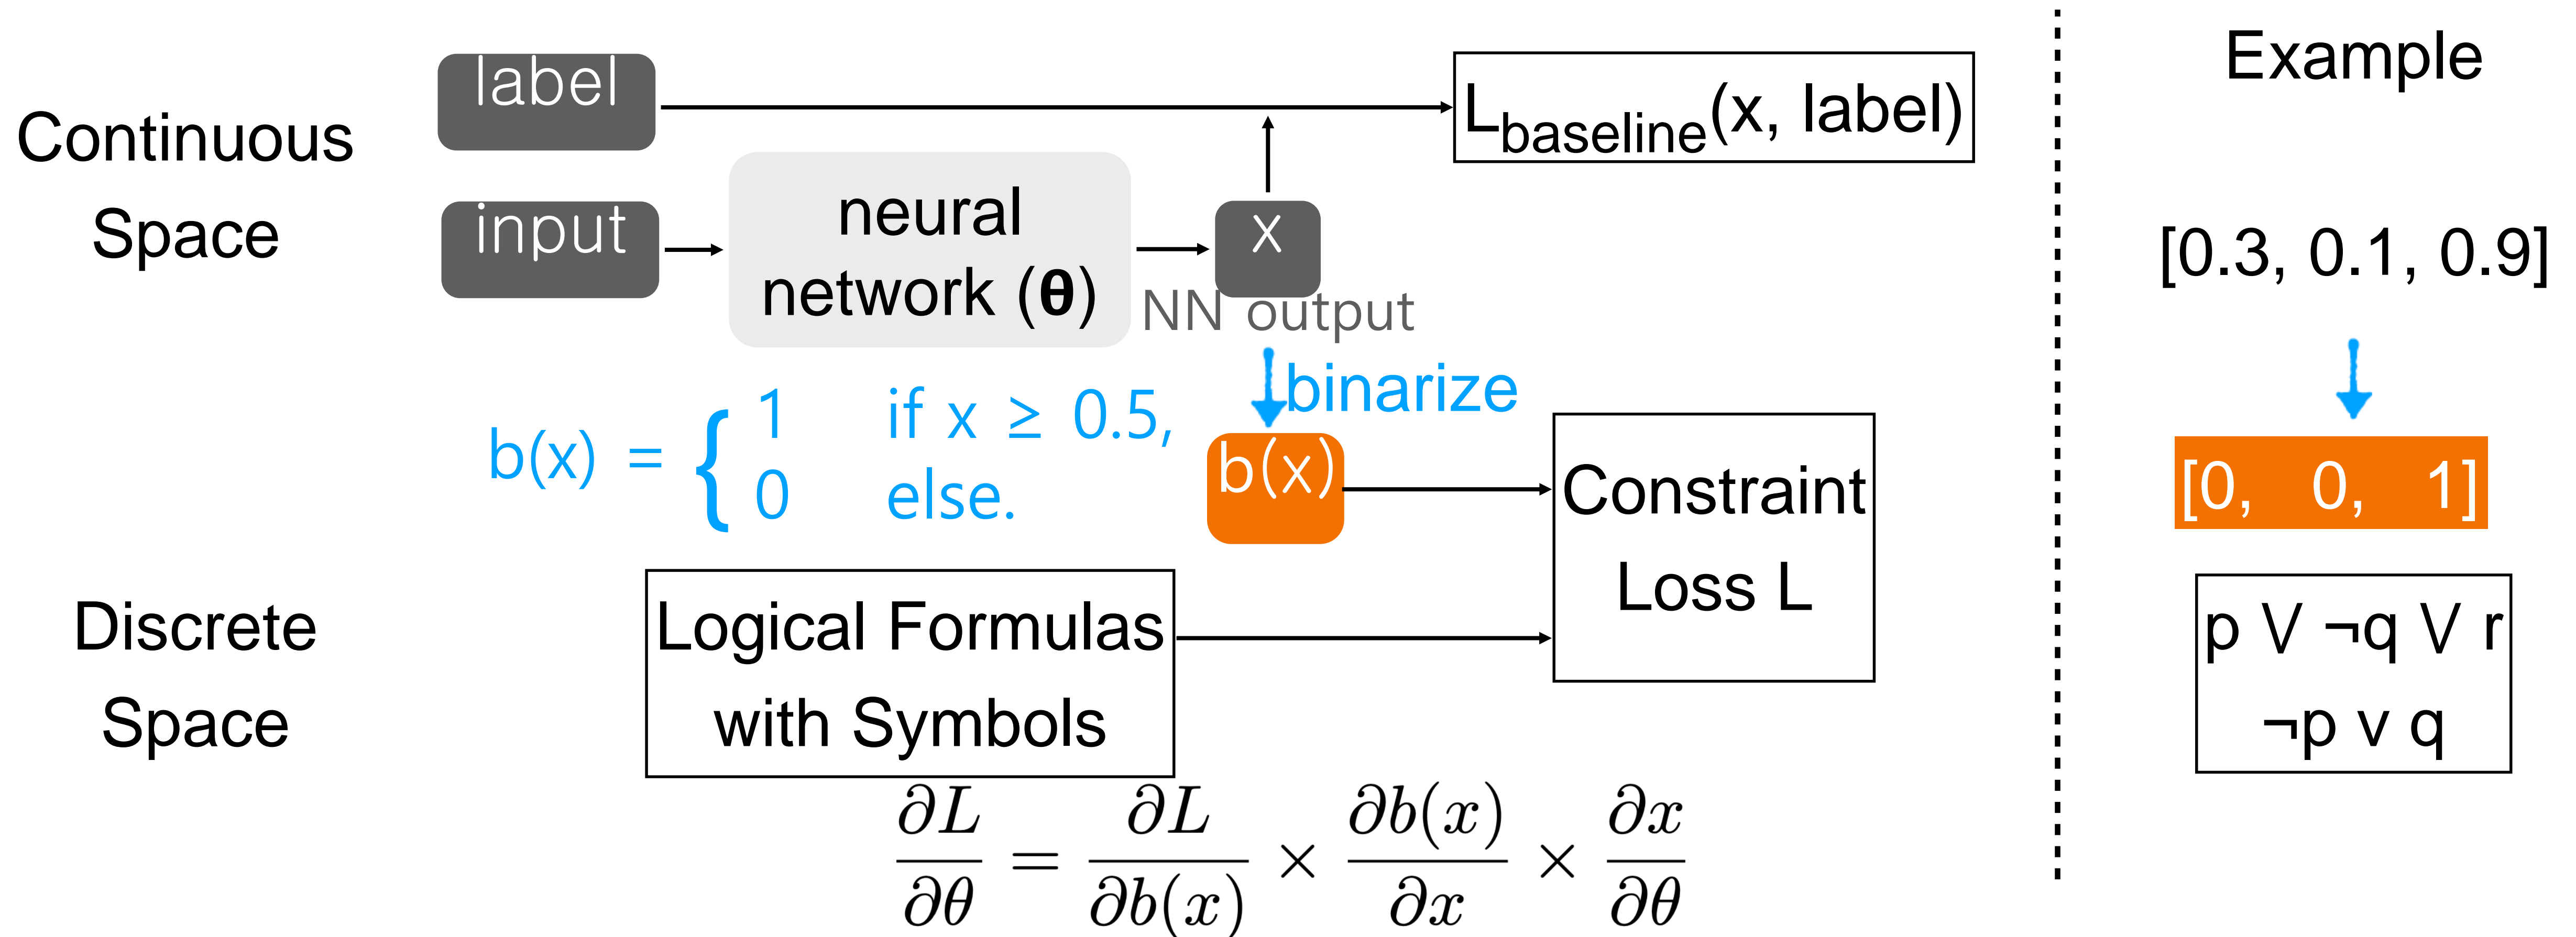 Continuous
Space
label
L_baseline(x, label)
input
neural
network (θ)
x
NN output
binarize
b(x) = { 1 if x ≥ 0.5,
0 else.
b(x)
Constraint
Loss L
Discrete
Space
Logical Formulas
with Symbols
∂L/∂θ = ∂L/∂b(x) × ∂b(x)/∂x × ∂x/∂θ
Example
[0.3, 0.1, 0.9]
[0, 0, 1]
p V ¬q V r
¬p v q